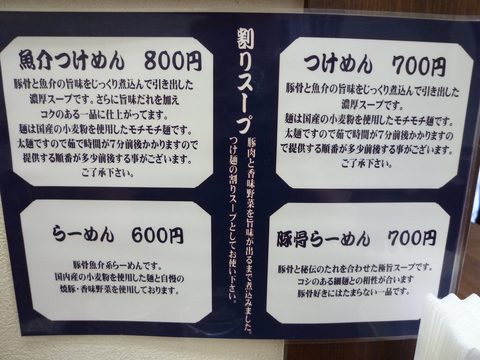 魚介つけめん 800円
豚骨と魚介の旨味をじっくり煮込んで引き出した
濃厚スープです。さらに旨味だれを加え
コクのある一品に仕上がってます。
麺は国産の小麦粉を使用したモチモチ麺です。
太麺ですので茹で時間が7分前後かかりますので
提供する順番が多少前後する事がございます。
ご了承下さい。
割りスープ
豚肉と香味野菜を旨味が出るまで煮込みました。
つけ麺の割りスープとしてお使い下さい。
つけめん 700円
豚骨と魚介の旨味をじっくり煮込んで引き出した
濃厚スープです。
麺は国産の小麦粉を使用したモチモチ麺です。
太麺ですので茹で時間が7分前後かかりますの
で提供する順番が多少前後する事がございます。
ご了承下さい。
らーめん 600円
豚骨魚介系らーめんです。
国内産の小麦粉を使用した麺と自慢の
焼豚・香味野菜を使用しております。
豚骨らーめん 700円
豚骨と秘伝のたれを合わせた極旨スープです。
コシのある細麺との相性が合います
豚骨好きにはたまらない一品です。